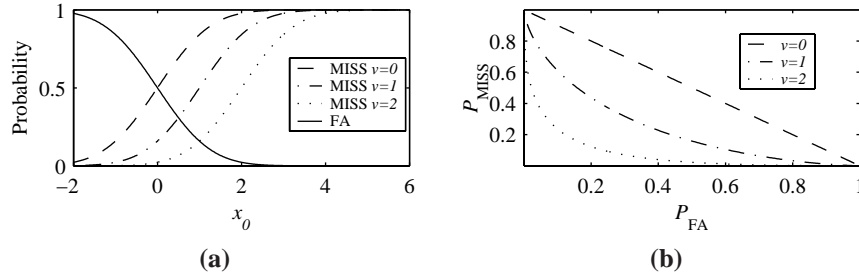 1
0.5
0
−2
0
2
4
6
Probability
x0
MISS v=0
MISS v=1
MISS v=2
FA
(a)
0.8
0.6
0.4
0.2
0.2
0.4
0.6
0.8
1
PMISS
PFA
v=0
v=1
v=2
(b)